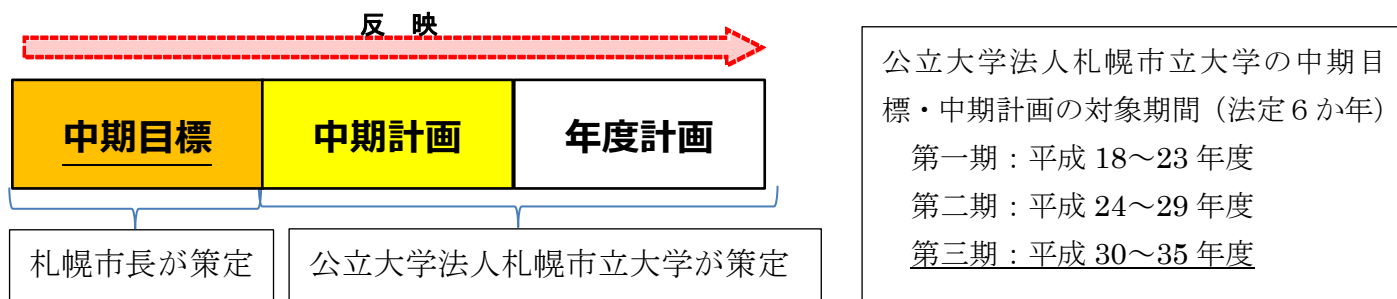 反　映
中期目標
中期計画
年度計画
札幌市長が策定
公立大学法人札幌市立大学が策定
公立大学法人札幌市立大学の中期目
標・中期計画の対象期間（法定６か年）
第一期：平成 18～23 年度
第二期：平成 24～29 年度
第三期：平成 30～35 年度